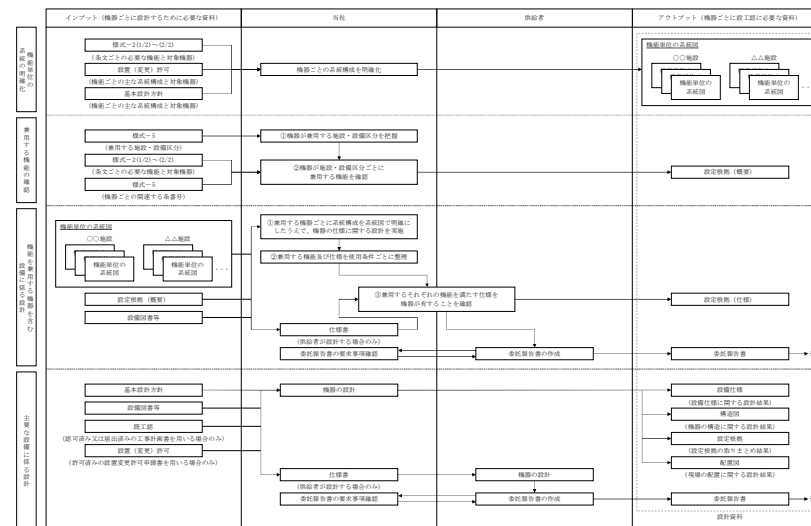 インプット（機器ごとに設計するために必要な資料）
当社
供給者
アウトプット（機器ごとに設工認に必要な資料）
機能単位の
系統の明確化
様式－2(1/2)～(2/2)
(条文ごとの必要な機能と対象機器)
設置（変更）許可
(機能ごとの主な系統構成と対象機器)
基本設計方針
(機能ごとの主な系統構成と対象機器)
機器ごとの系統構成を明確化
機能単位の系統図
○○施設
△△施設
機能単位の
系統図
機能単位の
系統図
兼用する機能の確認
様式－5
(兼用する施設・設備区分)
様式－2(1/2)～(2/2)
(条文ごとの必要な機能と対象機器)
様式－5
(機器ごとの関連する条番号)
①機器が兼用する施設・設備区分を把握
②機器が施設・設備区分ごとに
兼用する機能を確認
設定根拠（概要）
機能を兼用する機器を含む
設備に係る設計
機能単位の系統図
○○施設
△△施設
機能単位の
系統図
機能単位の
系統図
・・・
設定根拠（概要）
設備図書等
①兼用する機器ごとに系統構成を系統図で明確に
したうえで、機器の仕様に関する設計を実施
②兼用する機能及び仕様を使用条件ごとに整理
③兼用するそれぞれの機能を満たす仕様を
機器が有することを確認
仕様書
(供給者が設計する場合のみ)
委託報告書の要求事項確認
委託報告書の作成
設定根拠（仕様）
委託報告書
主要な設備に係る設計
基本設計方針
設備図書等
既工認
(認可済み又は届出済みの工事計画書を用いる場合のみ)
設置（変更）許可
(許可済みの設置変更許可申請書を用いる場合のみ)
機器の設計
仕様書
(供給者が設計する場合のみ)
委託報告書の要求事項確認
機器の設計
委託報告書の作成
設備仕様
(設備仕様に関する設計結果)
構造図
(機器の構造に関する設計結果)
設定根拠
(設定根拠の取りまとめ結果)
配置図
(現場の配置に関する設計結果)
委託報告書
設計資料